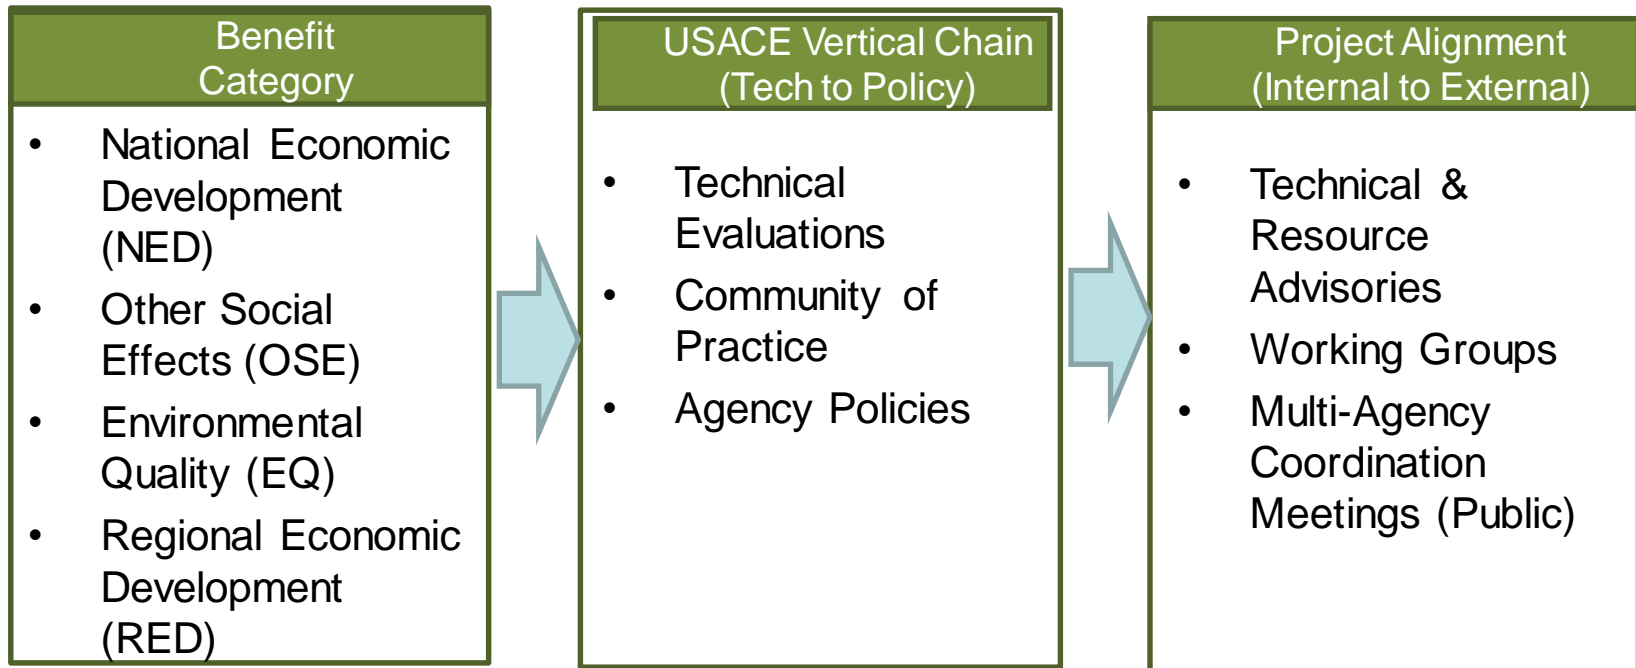 Benefit
Category
• National Economic
Development
(NED)
• Other Social
Effects (OSE)
• Environmental
Quality (EQ)
• Regional Economic
Development
(RED)
USACE Vertical Chain
(Tech to Policy)
• Technical
Evaluations
• Community of
Practice
• Agency Policies
Project Alignment
(Internal to External)
• Technical &
Resource
Advisories
• Working Groups
• Multi-Agency
Coordination
Meetings (Public)